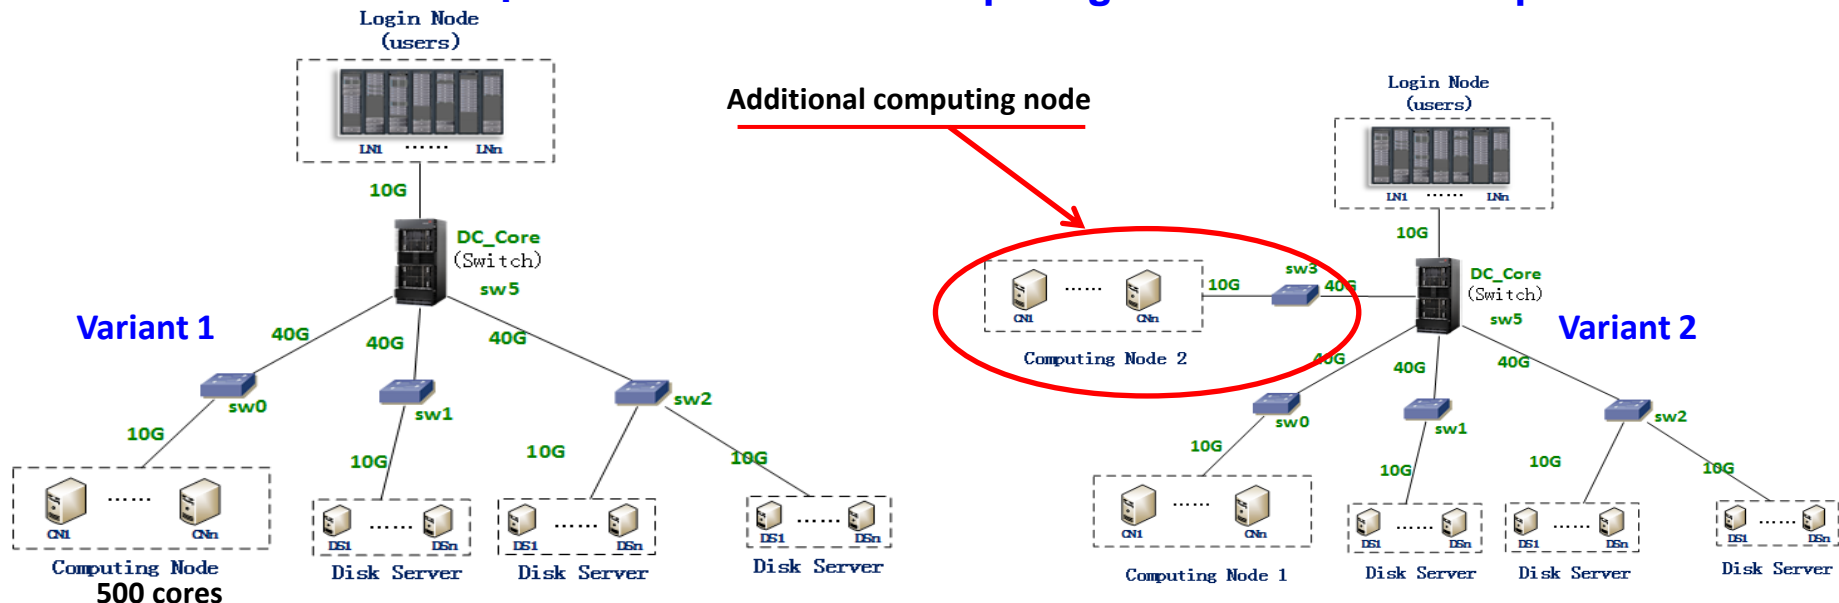 Login Node
(users)
LN1 ······ LNn
10G
DC_Core
(Switch)
sw5
Variant 1
40G
40G
40G
sw0
sw1
sw2
10G
10G
10G
10G
CN1 ······ CNn
DS1 ······ DSn
DS1 ······ DSn
DS1 ······ DSn
Computing Node
500 cores
Disk Server
Disk Server
Disk Server
Additional computing node
Login Node
(users)
LN1 ······ LNn
10G
sw3
10G
40G
DC_Core
(Switch)
sw5
CN1 ······ CNn
Computing Node 2
Variant 2
40G
40G
40G
sw0
sw1
sw2
10G
10G
10G
10G
CN1 ······ CNn
DS1 ······ DSn
DS1 ······ DSn
DS1 ······ DSn
Computing Node 1
Disk Server
Disk Server
Disk Server